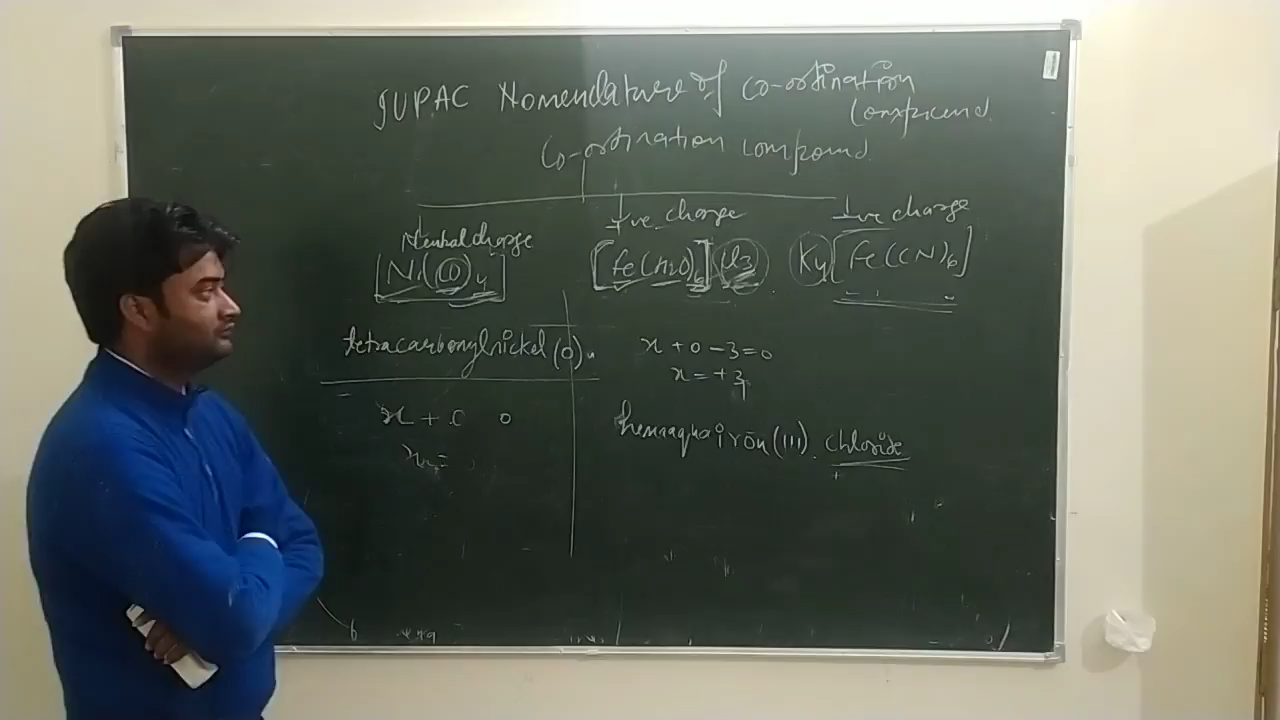 IUPAC Nomenclature of Co-ordination
Compound
Co-ordination compound
Neutral charge
+ve charge
-ve charge
[Ni(CO)4]
[Fe(H2O)6]Cl3
K4[Fe(CN)6]
tetracarbonylnickel(0)
x + 0 - 3 = 0
x = + 3
x + 0 0
x =
hexaaquairon(III) chloride